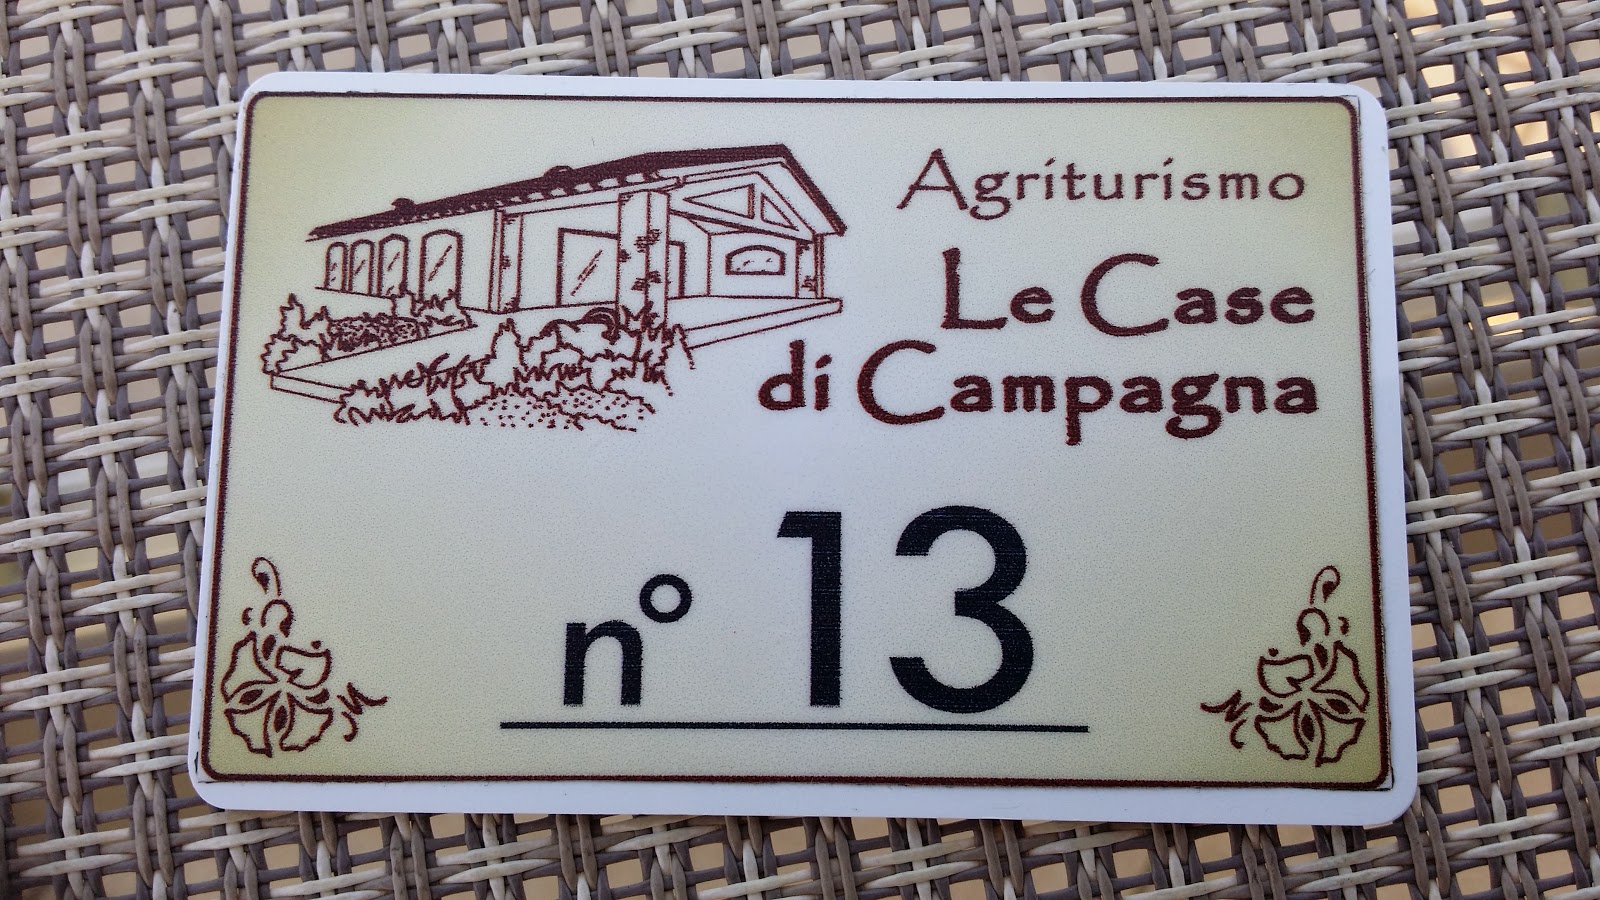 Agriturismo
Le Case
di Campagna
n° 13